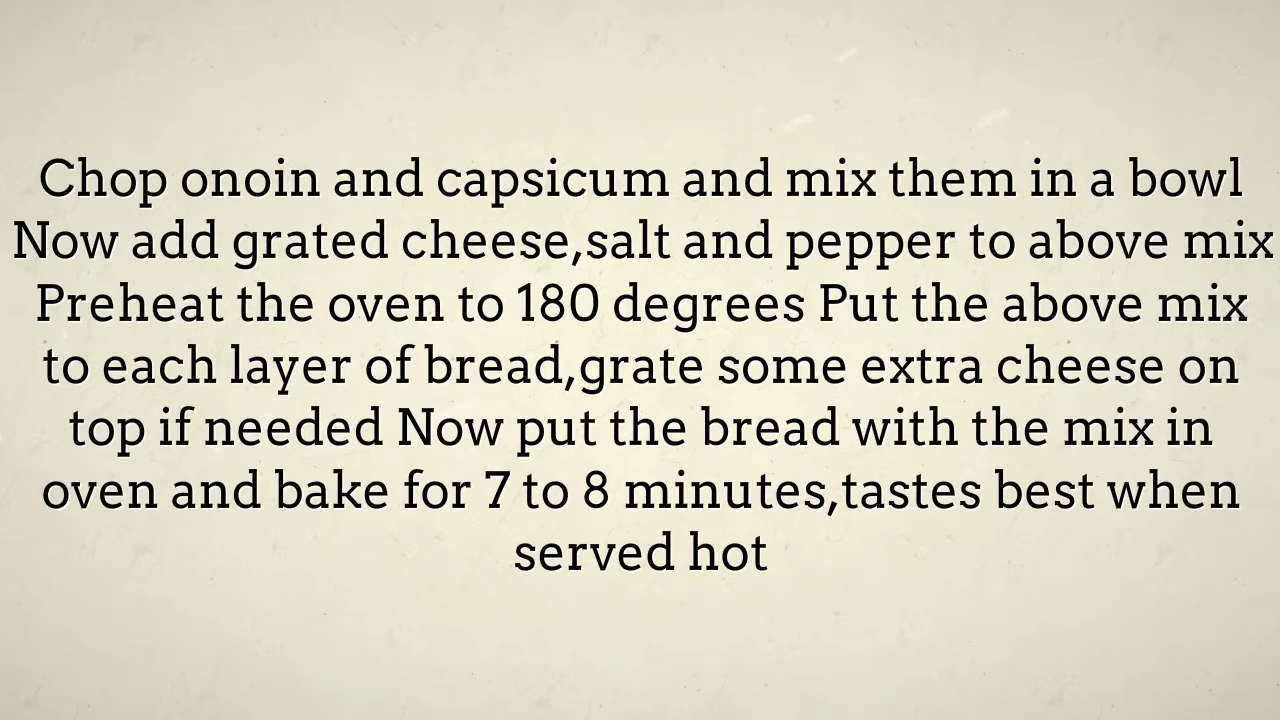 Chop onoin and capsicum and mix them in a bowl
Now add grated cheese,salt and pepper to above mix
Preheat the oven to 180 degrees Put the above mix
to each layer of bread,grate some extra cheese on
top if needed Now put the bread with the mix in
oven and bake for 7 to 8 minutes,tastes best when
served hot